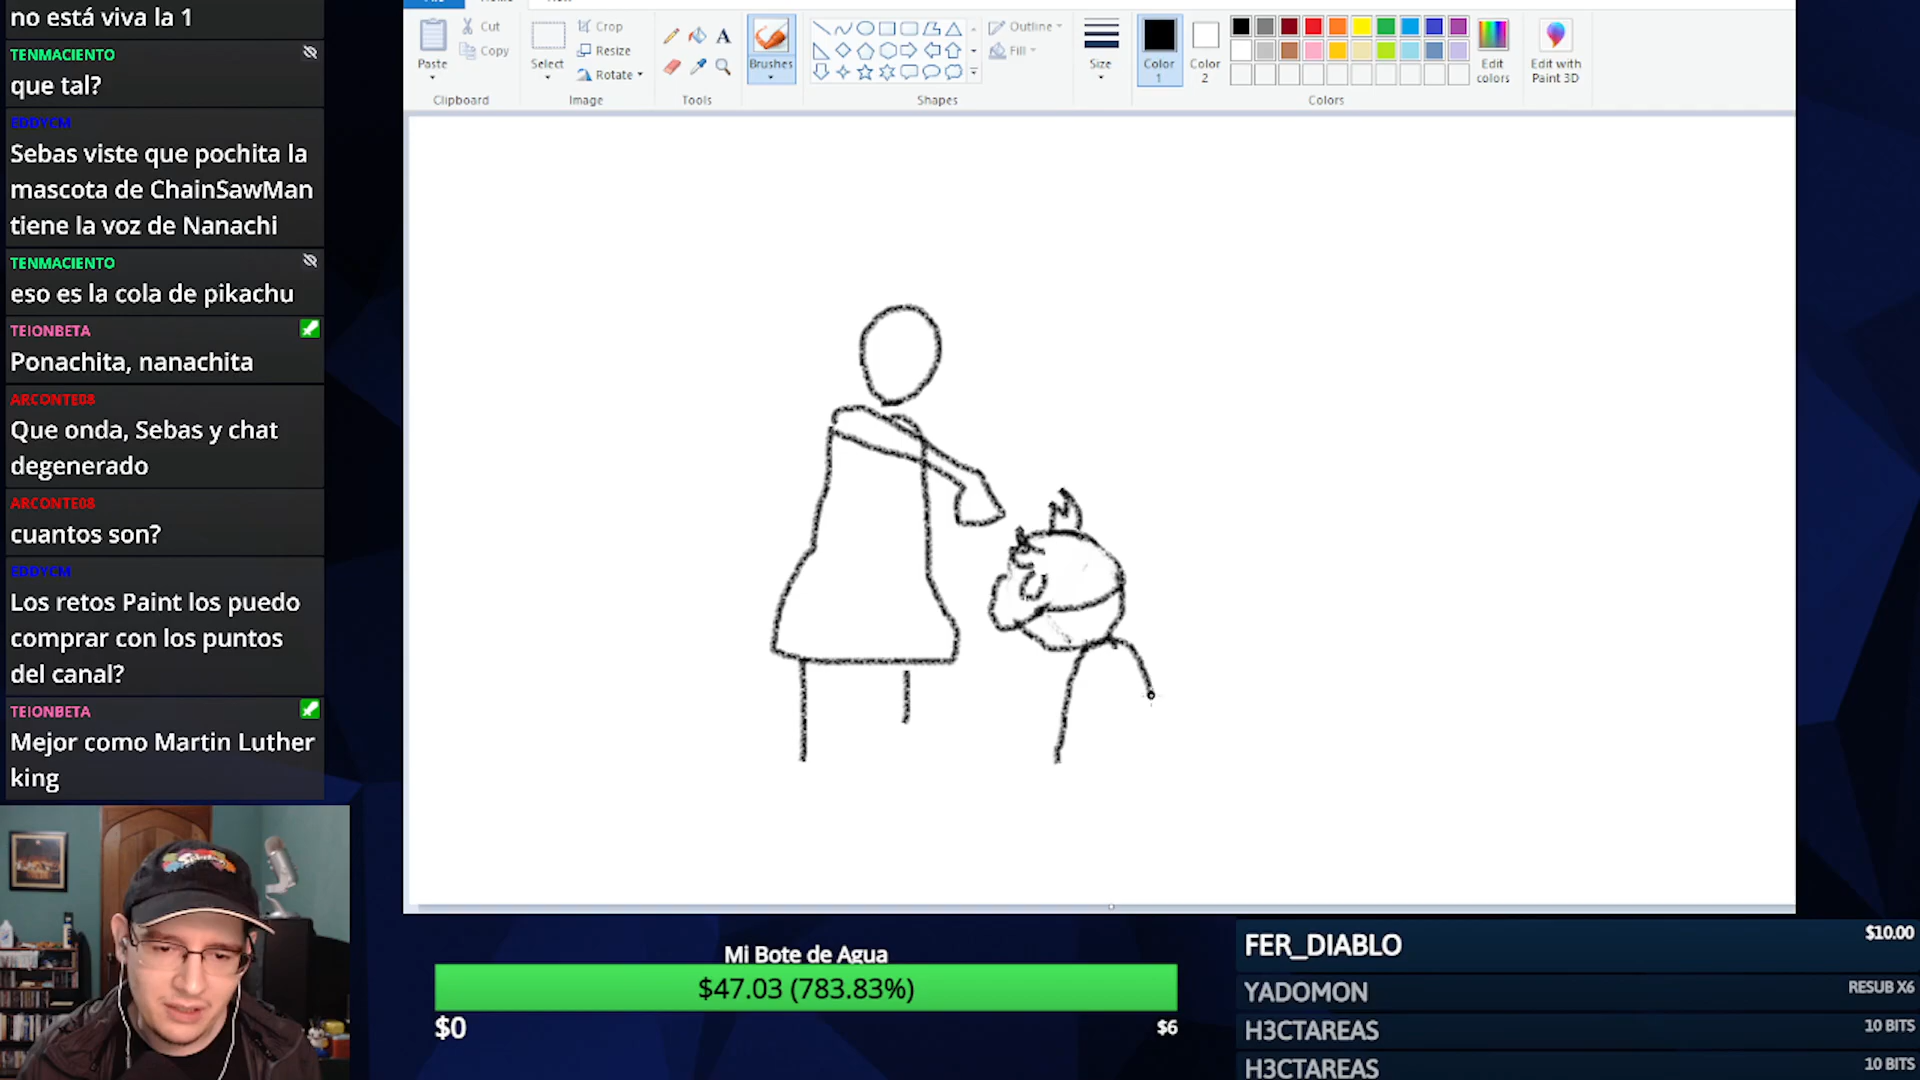 no está viva la 1
TENMACIENTO
que tal?
EDDYCM
Sebas viste que pochita la
mascota de ChainSawMan
tiene la voz de Nanachi
TENMACIENTO
eso es la cola de pikachu
TEIONBETA
Ponachita, nanachita
ARCONTE08
Que onda, Sebas y chat
degenerado
ARCONTE08
cuantos son?
EDDYCM
Los retos Paint los puedo
comprar con los puntos
del canal?
TEIONBETA
Mejor como Martin Luther
king
Paste
Cut
Copy
Clipboard
Select
Crop
Resize
Rotate
Image
A
Tools
Brushes
Shapes
Outline
Fill
Size
Color
1
Color
2
Edit
colors
Colors
Edit with
Paint 3D
Mi Bote de Agua
$47.03 (783.83%)
$0
$6
FER_DIABLO
$10.00
YADOMON
RESUB X6
H3CTAREAS
10 BITS
H3CTAREAS
10 BITS